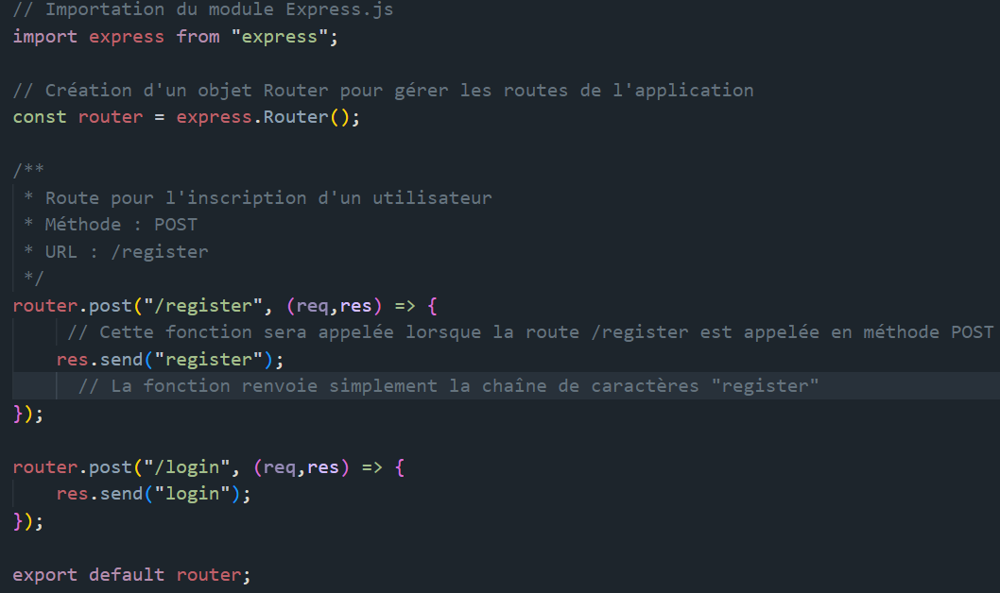 // Importation du module Express.js
import express from "express";
// Création d'un objet Router pour gérer les routes de l'application
const router = express.Router();
/**
* Route pour l'inscription d'un utilisateur
* Méthode : POST
* URL : /register
*/
router.post("/register", (req,res) => {
// Cette fonction sera appelée lorsque la route /register est appelée en méthode POST
res.send("register");
// La fonction renvoie simplement la chaîne de caractères "register"
});
router.post("/login", (req,res) => {
res.send("login");
});
export default router;